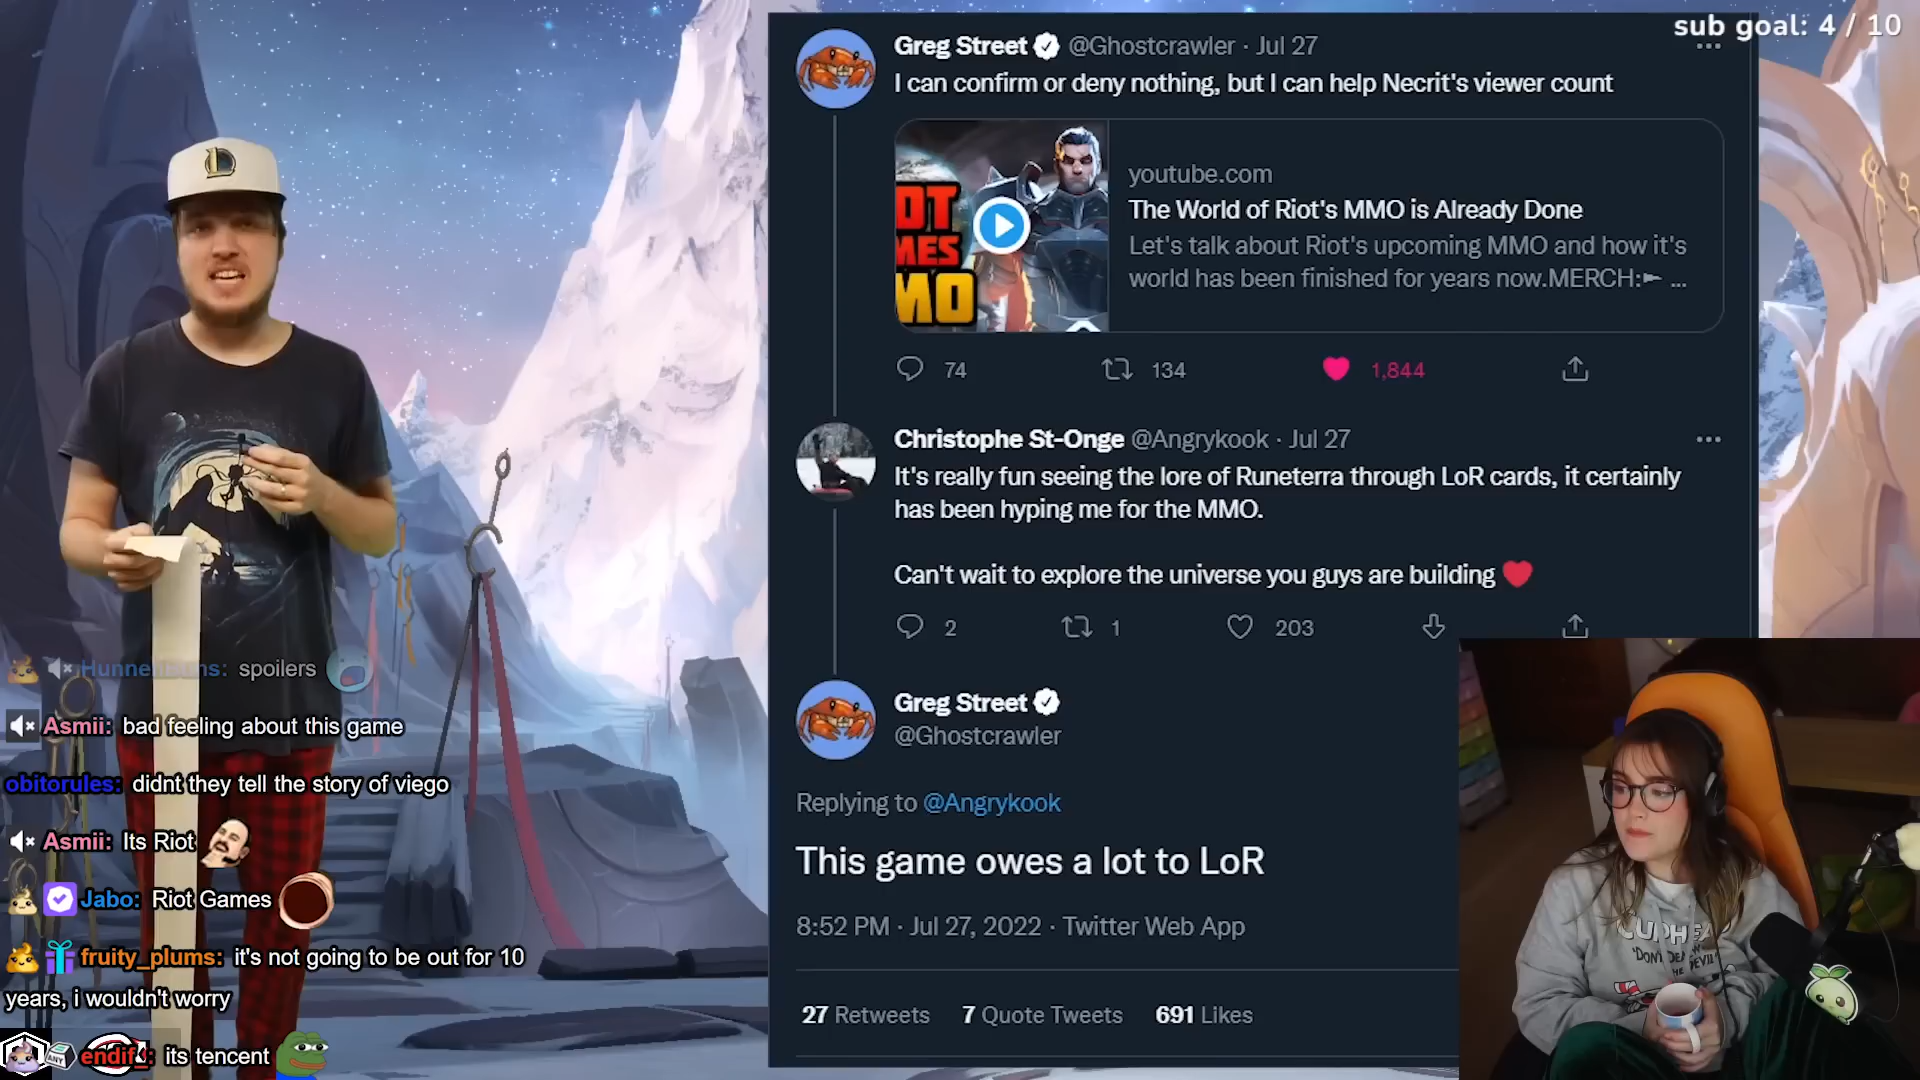 sub goal: 4 / 10
Greg Street @Ghostcrawler · Jul 27
I can confirm or deny nothing, but I can help Necrit's viewer count
youtube.com
The World of Riot's MMO is Already Done
Let's talk about Riot's upcoming MMO and how it's
world has been finished for years now.MERCH:► ...
OT
MES
MO
74 134 1,844
Christophe St-Onge @Angrykook · Jul 27
It's really fun seeing the lore of Runeterra through LoR cards, it certainly
has been hyping me for the MMO.
Can't wait to explore the universe you guys are building
2 1 203
Greg Street
@Ghostcrawler
Replying to @Angrykook
This game owes a lot to LoR
8:52 PM · Jul 27, 2022 · Twitter Web App
27 Retweets 7 Quote Tweets 691 Likes
spoilers
Asmii: bad feeling about this game
obitorules: didnt they tell the story of viego
Asmii: Its Riot
Jabo: Riot Games
fruity_plums: it's not going to be out for 10
years, i wouldn't worry
its tencent
CUPHEAD